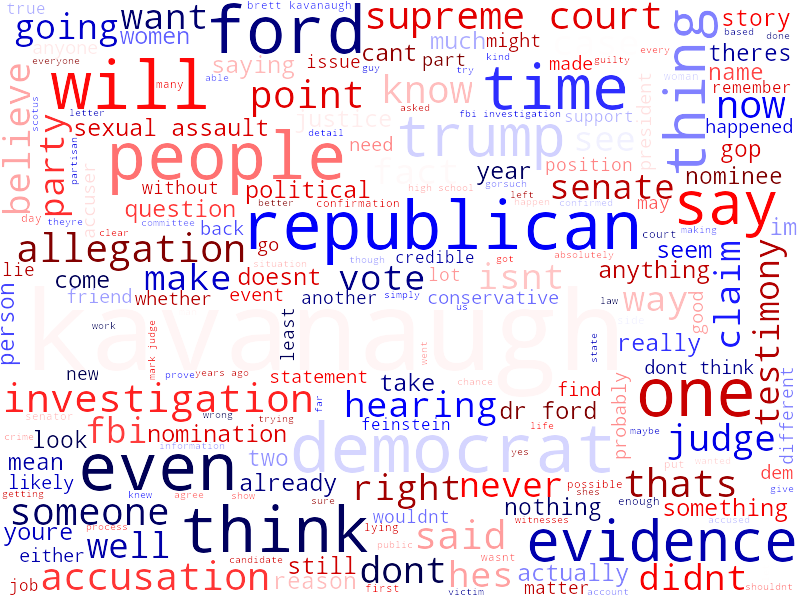 true
going
want
women
brett kavanaugh
ford
supreme court
story
based
done
anyone
everyone
will
many
able
saying
issue
guy
cant
part
try
much
might
kind
made
guilty
every
woman
theres
name
remember
believe
scotus
letter
party
partisan
point
know
asked
time
fbi investigation
support
president
thing
now
happened
sexual assault
people
justice
detail
need
trump
see
gop
accuser
without
political
high school
year
gorsuch
position
senate
nominee
day
theyre
question
committee
better
confirmation
left
happen
confirmed
may
say
clear
back
republican
court
making
im
allegation
go
situation
though
credible
got
absolutely
seem
claim
testimony
lie
come
make
doesnt
vote
lot
isnt
anything
person
friend
whether
event
another
simply
conservative
us
law
way
good
kavanaugh
work
mark judge
least
went
state
really
different
new
prove
years ago
statement
take
chance
find
dont think
investigation
far
hearing
dr ford
probably
one
senator
wrong
trying
feinstein
life
maybe
judge
crime
look
fbi
nomination
information
two
democrat
yes
put
wanted
mean
likely
even
already
right
never
possible
thats
dem
give
getting
knew
agree
show
sure
shes
someone
nothing
enough
something
witnesses
youre
process
well
think
lying
wouldnt
public
said
wasnt
evidence
accused
either
candidate
still
dont
hes
actually
job
accusation
reason
first
victim
matter
account
didnt
shouldnt